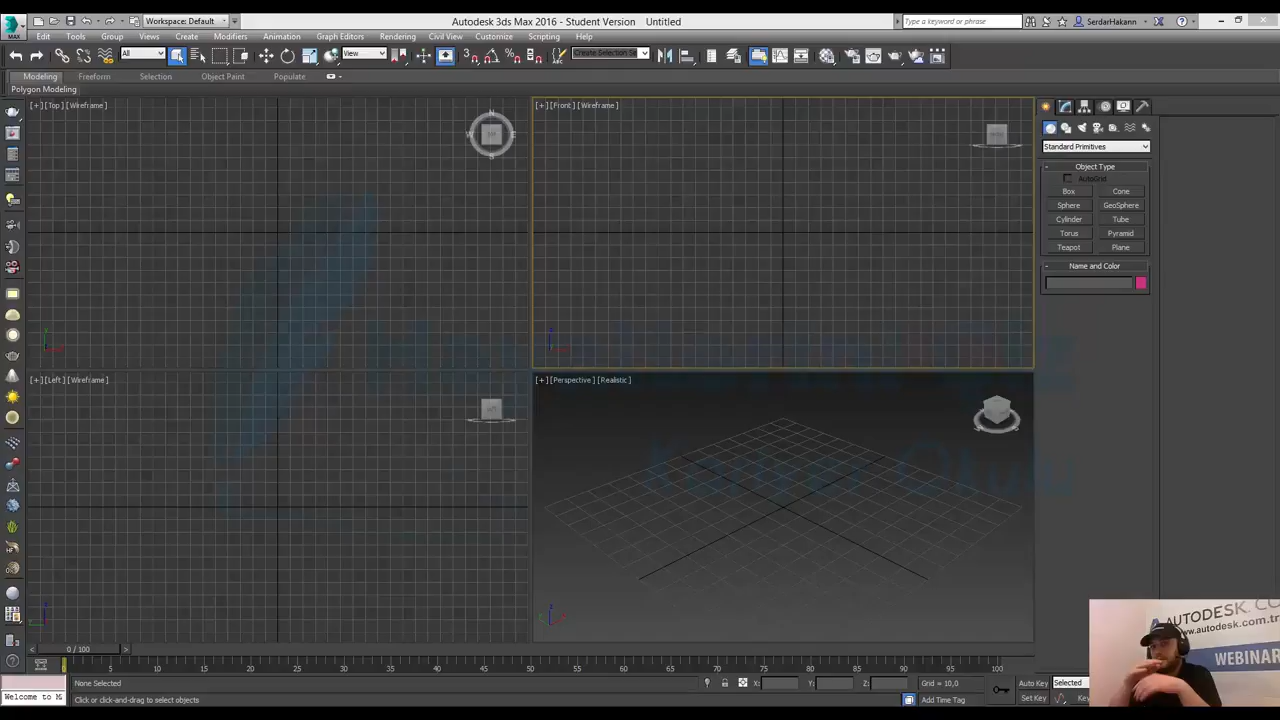 Workspace: Default
Autodesk 3ds Max 2016 - Student Version Untitled
Type a keyword or phrase
SerdarHakann
MAX
Edit Tools Group Views Create Modifiers Animation Graph Editors Rendering Civil View Customize Scripting Help
All
View
Create Selection Se
Modeling Freeform Selection Object Paint Populate
Polygon Modeling
[+] [Top] [Wireframe]
[+] [Front] [Wireframe]
N
W E
S
Standard Primitives
- Object Type
AutoGrid
Box Cone
Sphere GeoSphere
Cylinder Tube
Torus Pyramid
Teapot Plane
- Name and Color
[+] [Left] [Wireframe]
[+] [Perspective] [Realistic]
Kariyer Okulu
AUTODESK. CO
www.autodesk.com.tr
WEBINAR
< 0 / 100 >
0 5 10 15 20 25 30 35 40 45 50 55 60 65 70 75 80 85 90 95 100
None Selected
X: Y: Z: Grid = 10,0
Auto Key Selected
Welcome to M
Click or click-and-drag to select objects
Add Time Tag
Set Key